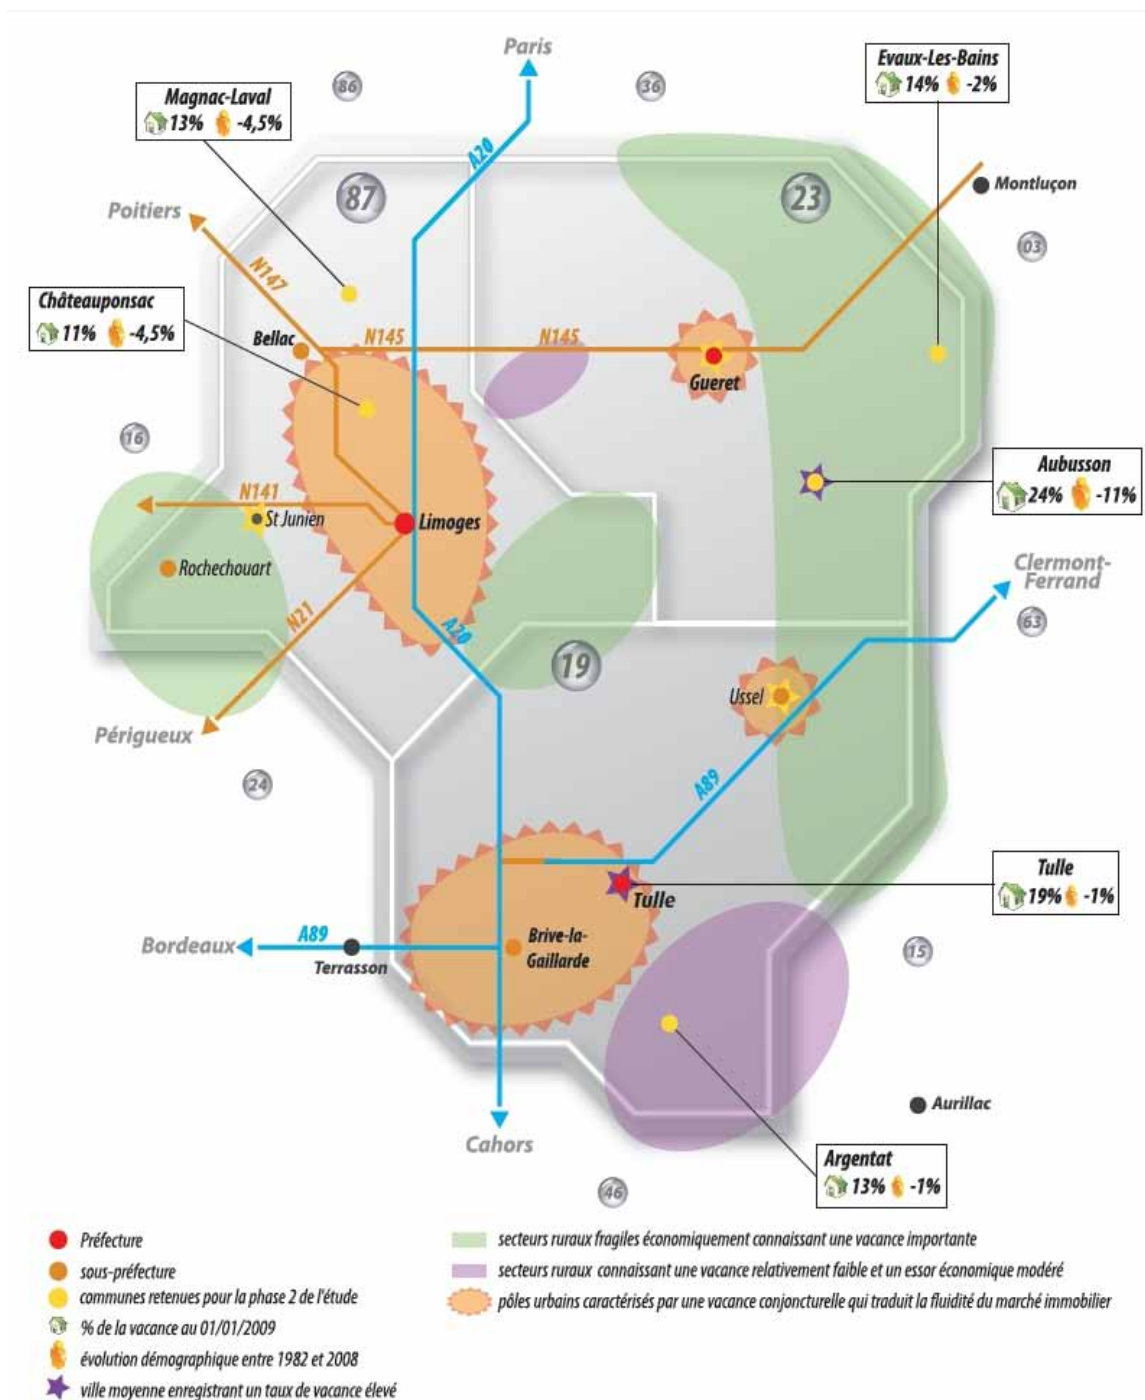 Paris
86
36
Evaux-Les-Bains
14% -2%
Magnac-Laval
13% -4,5%
A20
87
23
Montluçon
Poitiers
03
N147
Châteauponsac
11% -4,5%
Bellac
N145
N145
Gueret
16
Aubusson
24% -11%
N141
St Junien
Limoges
Rochechouart
Clermont-
Ferrand
N21
A20
63
19
Ussel
Périgueux
24
A89
Tulle
19% -1%
Tulle
Bordeaux
A89
Terrasson
Brive-la-
Gaillarde
15
Aurillac
Cahors
Argentat
13% -1%
46
Préfecture
sous-préfecture
communes retenues pour la phase 2 de l'étude
% de la vacance au 01/01/2009
évolution démographique entre 1982 et 2008
ville moyenne enregistrant un taux de vacance élevé
secteurs ruraux fragiles économiquement connaissant une vacance importante
secteurs ruraux connaissant une vacance relativement faible et un essor économique modéré
pôles urbains caractérisés par une vacance conjoncturelle qui traduit la fluidité du marché immobilier